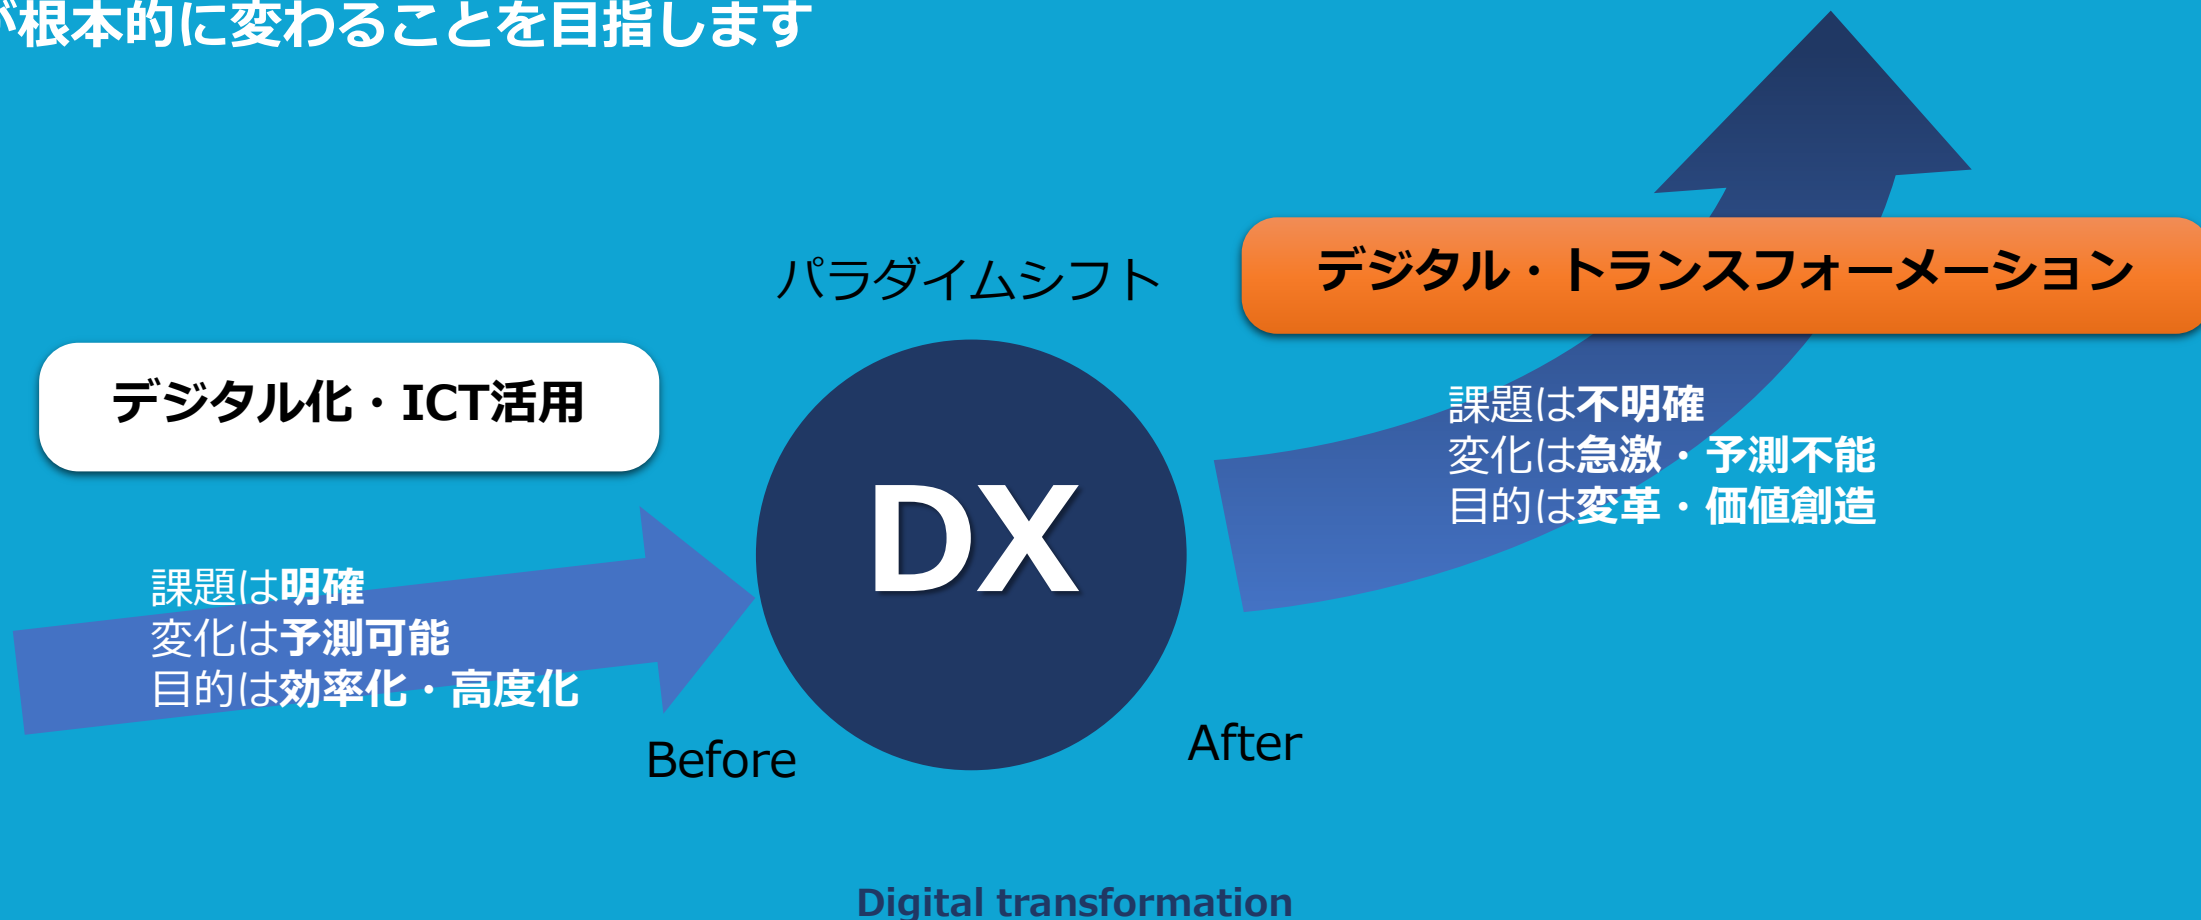 が根本的に変わることを目指します
パラダイムシフト
デジタル・トランスフォーメーション
デジタル化・ICT活用
DX
課題は不明確
変化は急激・予測不能
目的は変革・価値創造
課題は明確
変化は予測可能
目的は効率化・高度化
Before
After
Digital transformation